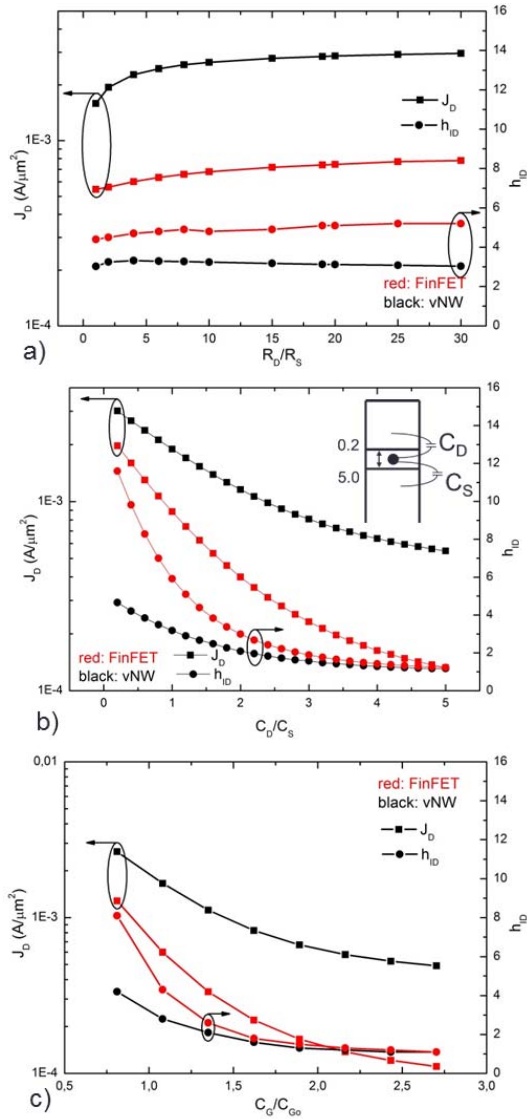 a)
J_D (A/μm²)
1E-3
1E-4
0 5 10 15 20 25 30
R_D/R_S
16
14
12
10
8
6
4
2
0
h_ID
J_D
h_ID
red: FinFET
black: vNW
b)
J_D (A/μm²)
1E-3
1E-4
0 1 2 3 4 5
C_D/C_S
16
14
12
10
8
6
4
2
0
h_ID
0.2
5.0
C_D
C_S
red: FinFET
black: vNW
J_D
h_ID
c)
J_D (A/μm²)
0,01
1E-3
1E-4
0,5 1,0 1,5 2,0 2,5 3,0
C_G/C_Go
16
14
12
10
8
6
4
2
0
h_ID
red: FinFET
black: vNW
J_D
h_ID